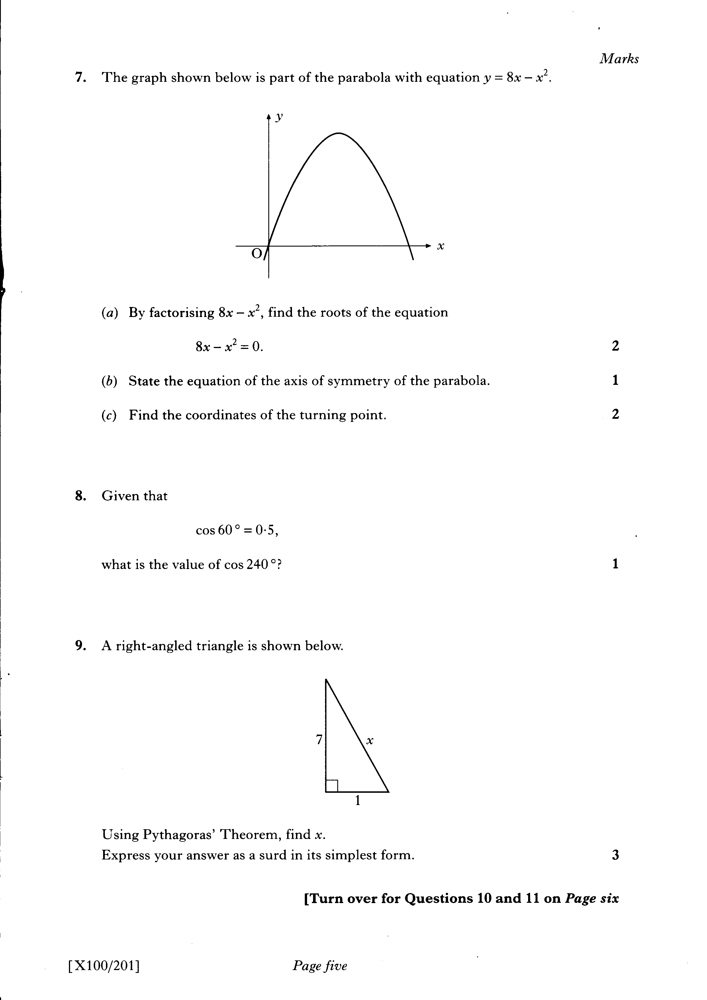 Marks
7. The graph shown below is part of the parabola with equation y = 8x − x².
y
O
x
(a) By factorising 8x − x², find the roots of the equation
8x − x² = 0. 2
(b) State the equation of the axis of symmetry of the parabola. 1
(c) Find the coordinates of the turning point. 2
8. Given that
cos 60 ° = 0·5,
what is the value of cos 240 °? 1
9. A right-angled triangle is shown below.
7
x
1
Using Pythagoras’ Theorem, find x.
Express your answer as a surd in its simplest form. 3
[Turn over for Questions 10 and 11 on Page six
[X100/201] Page five